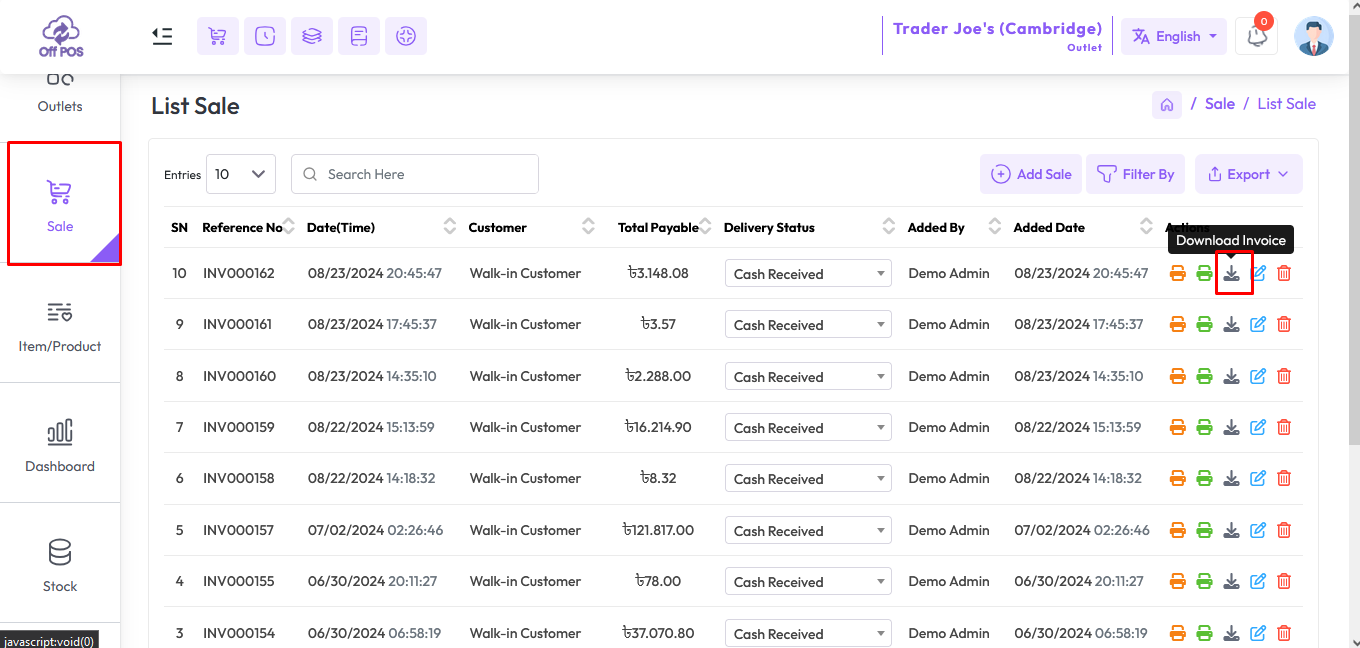 Off POS
Trader Joe's (Cambridge)
Outlet
English
0
Outlets
Sale
Item/Product
Dashboard
Stock
javascript:void(0)
List Sale
/ Sale / List Sale
Entries 10 Search Here Add Sale Filter By Export
SN Reference No Date(Time) Customer Total Payable Delivery Status Added By Added Date Actions
Download Invoice
10 INV000162 08/23/2024 20:45:47 Walk-in Customer ৳3.148.08 Cash Received Demo Admin 08/23/2024 20:45:47
9 INV000161 08/23/2024 17:45:37 Walk-in Customer ৳3.57 Cash Received Demo Admin 08/23/2024 17:45:37
8 INV000160 08/23/2024 14:35:10 Walk-in Customer ৳2.288.00 Cash Received Demo Admin 08/23/2024 14:35:10
7 INV000159 08/22/2024 15:13:59 Walk-in Customer ৳16.214.90 Cash Received Demo Admin 08/22/2024 15:13:59
6 INV000158 08/22/2024 14:18:32 Walk-in Customer ৳8.32 Cash Received Demo Admin 08/22/2024 14:18:32
5 INV000157 07/02/2024 02:26:46 Walk-in Customer ৳121.817.00 Cash Received Demo Admin 07/02/2024 02:26:46
4 INV000155 06/30/2024 20:11:27 Walk-in Customer ৳78.00 Cash Received Demo Admin 06/30/2024 20:11:27
3 INV000154 06/30/2024 06:58:19 Walk-in Customer ৳37.070.80 Cash Received Demo Admin 06/30/2024 06:58:19